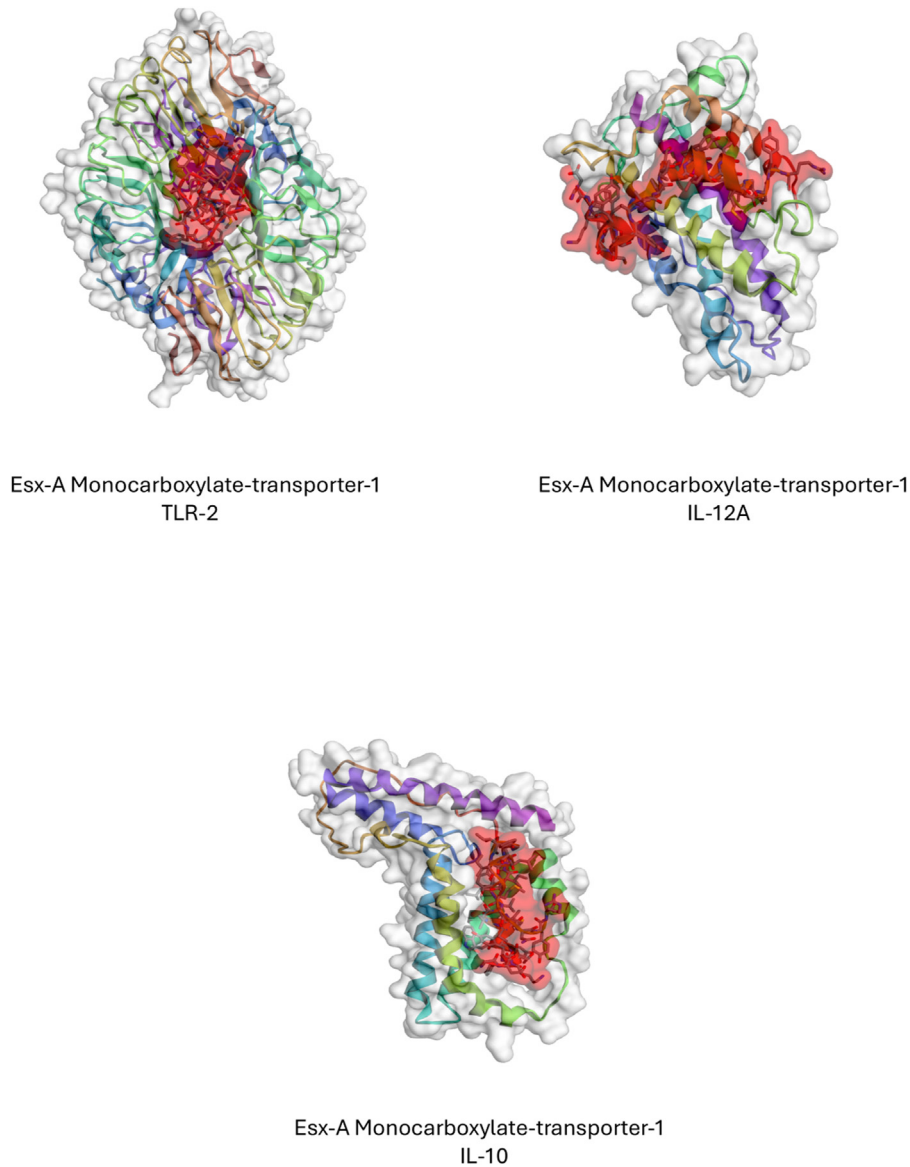 Esx-A Monocarboxylate-transporter-1
TLR-2
Esx-A Monocarboxylate-transporter-1
IL-12A
Esx-A Monocarboxylate-transporter-1
IL-10